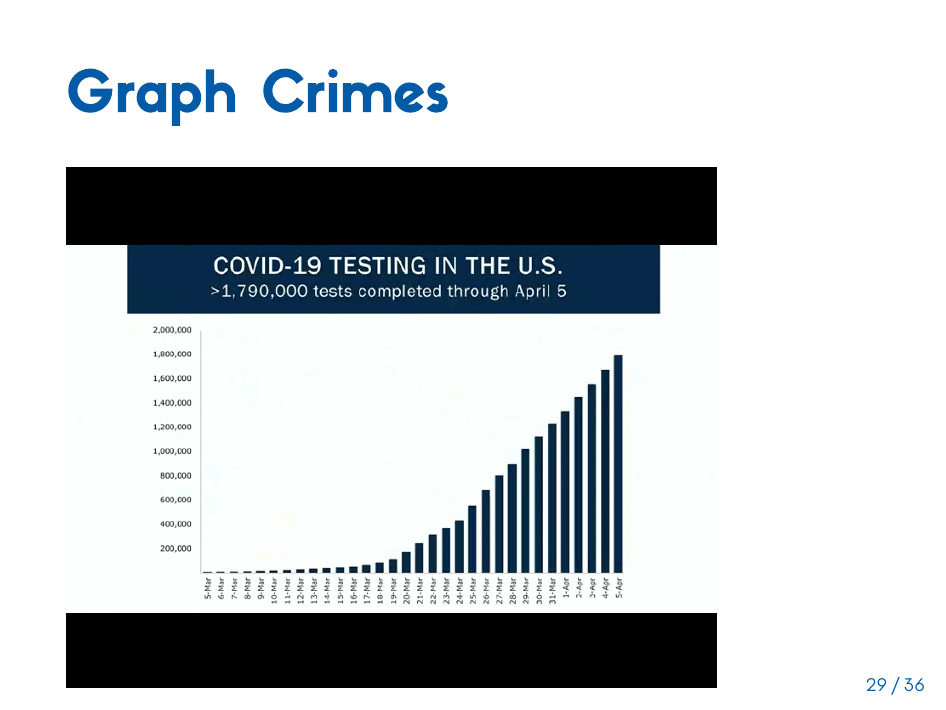 Graph Crimes
COVID-19 TESTING IN THE U.S.
>1,790,000 tests completed through April 5
2,000,000
1,800,000
1,600,000
1,400,000
1,200,000
1,000,000
800,000
600,000
400,000
200,000
5-Mar
6-Mar
7-Mar
8-Mar
9-Mar
10-Mar
11-Mar
12-Mar
13-Mar
14-Mar
15-Mar
16-Mar
17-Mar
18-Mar
19-Mar
20-Mar
21-Mar
22-Mar
23-Mar
24-Mar
25-Mar
26-Mar
27-Mar
28-Mar
29-Mar
30-Mar
31-Mar
1-Apr
2-Apr
3-Apr
4-Apr
5-Apr
29 / 36